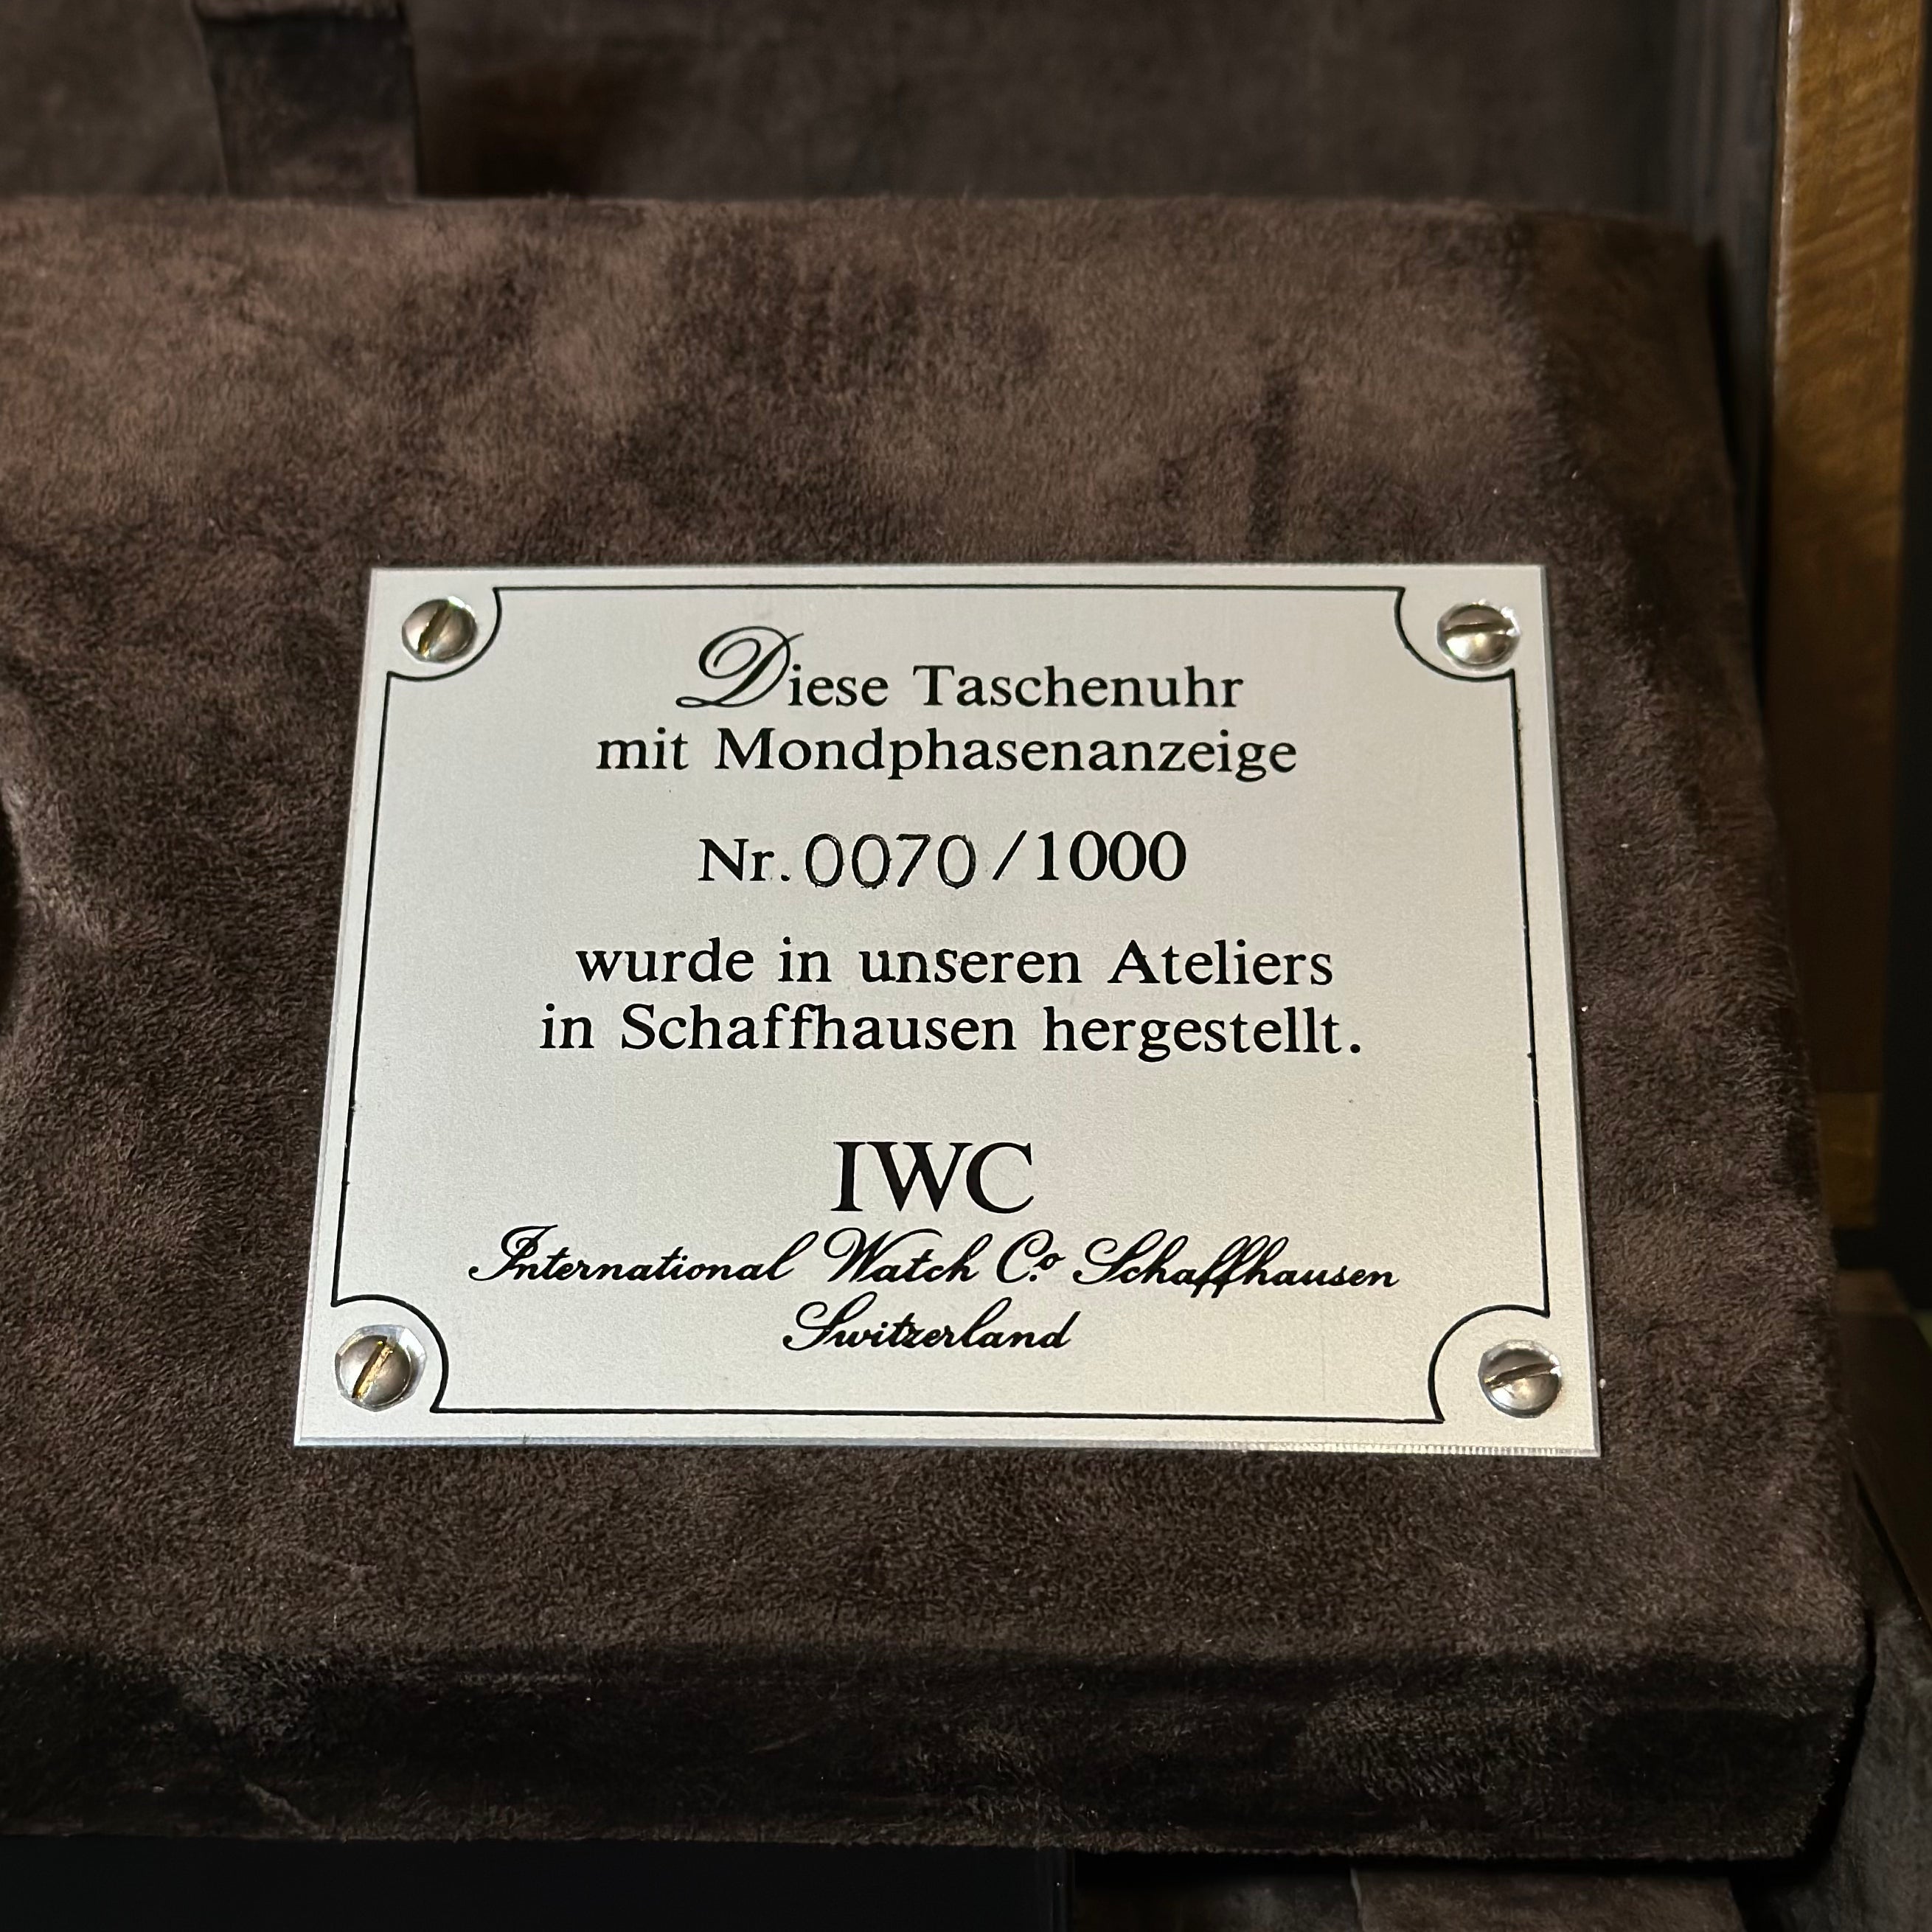 Diese Taschenuhr
mit Mondphasenanzeige
Nr. 0070/1000
wurde in unseren Ateliers
in Schaffhausen hergestellt.
IWC
International Watch Co. Schaffhausen
Switzerland